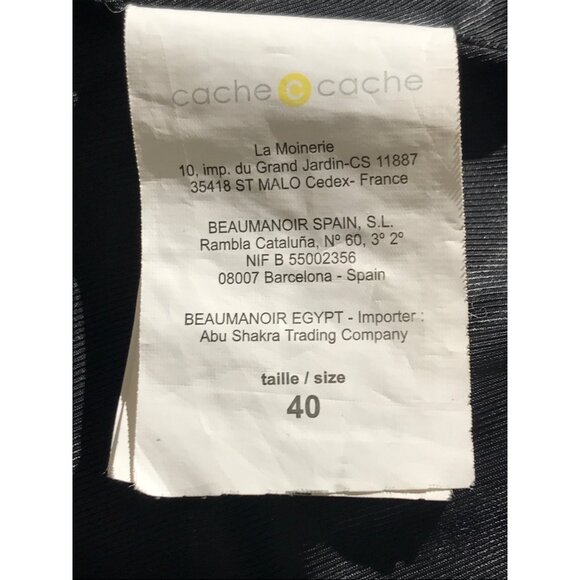 cache c cache
La Moinerie
10, imp. du Grand Jardin-CS 11887
35418 ST MALO Cedex- France
BEAUMANOIR SPAIN, S.L.
Rambla Cataluña, Nº 60, 3º 2º
NIF B 55002356
08007 Barcelona - Spain
BEAUMANOIR EGYPT - Importer :
Abu Shakra Trading Company
taille / size
40